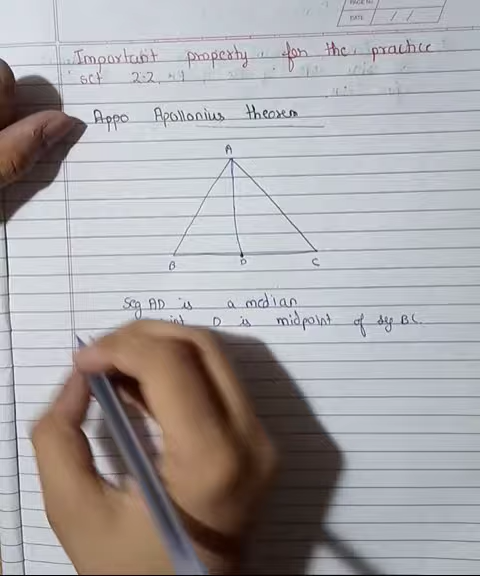 PAGE No.
DATE / /
Important property for the practice
set 2.2
Appo Apollonius theorem
A
B D C
Seg AD is a median
D is midpoint of seg BC.